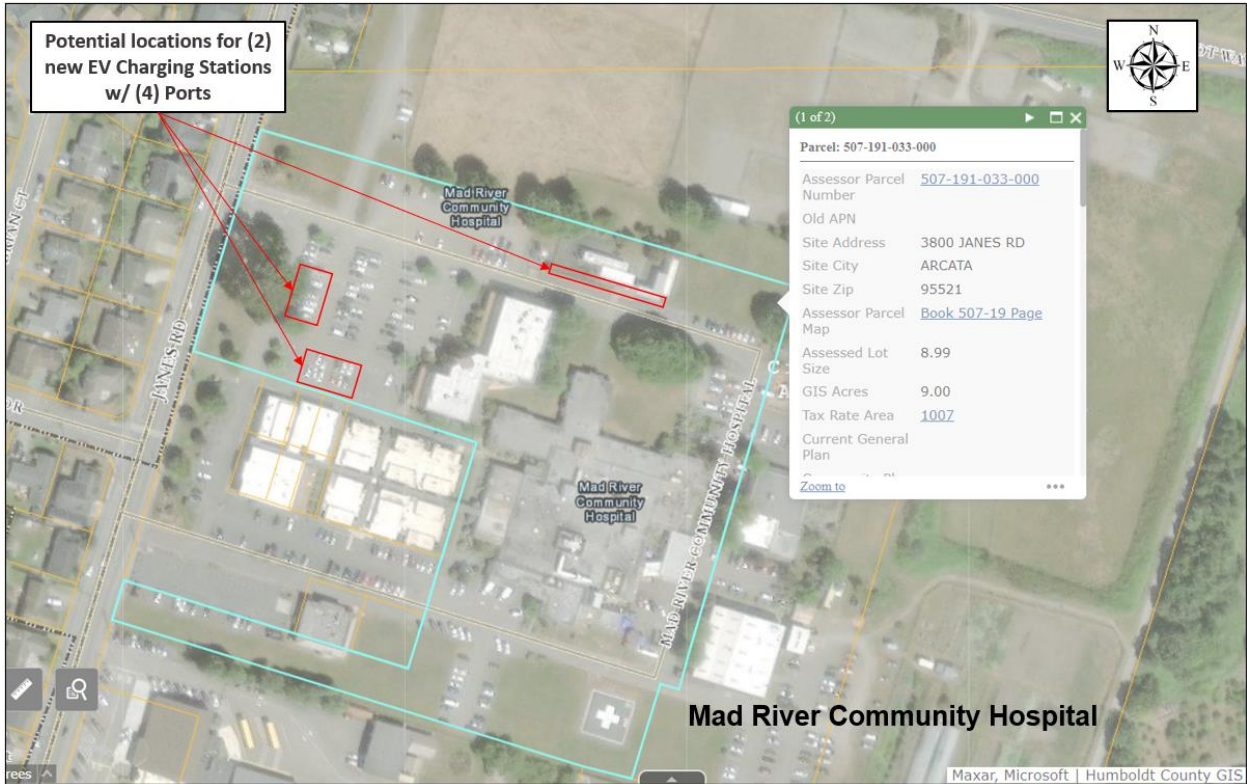 Potential locations for (2)
new EV Charging Stations
w/ (4) Ports
N
W
E
S
(1 of 2)
Parcel: 507-191-033-000
Assessor Parcel Number 507-191-033-000
Old APN
Site Address 3800 JANES RD
Site City ARCATA
Site Zip 95521
Assessor Parcel Map Book 507-19 Page
Assessed Lot Size 8.99
GIS Acres 9.00
Tax Rate Area 1007
Current General Plan
Zoom to
Mad River
Community
Hospital
JANES RD
Mad River
Community
Hospital
MAD RIVER COMMUNITY HOSPITAL
Mad River Community Hospital
rees
Maxar, Microsoft | Humboldt County GIS